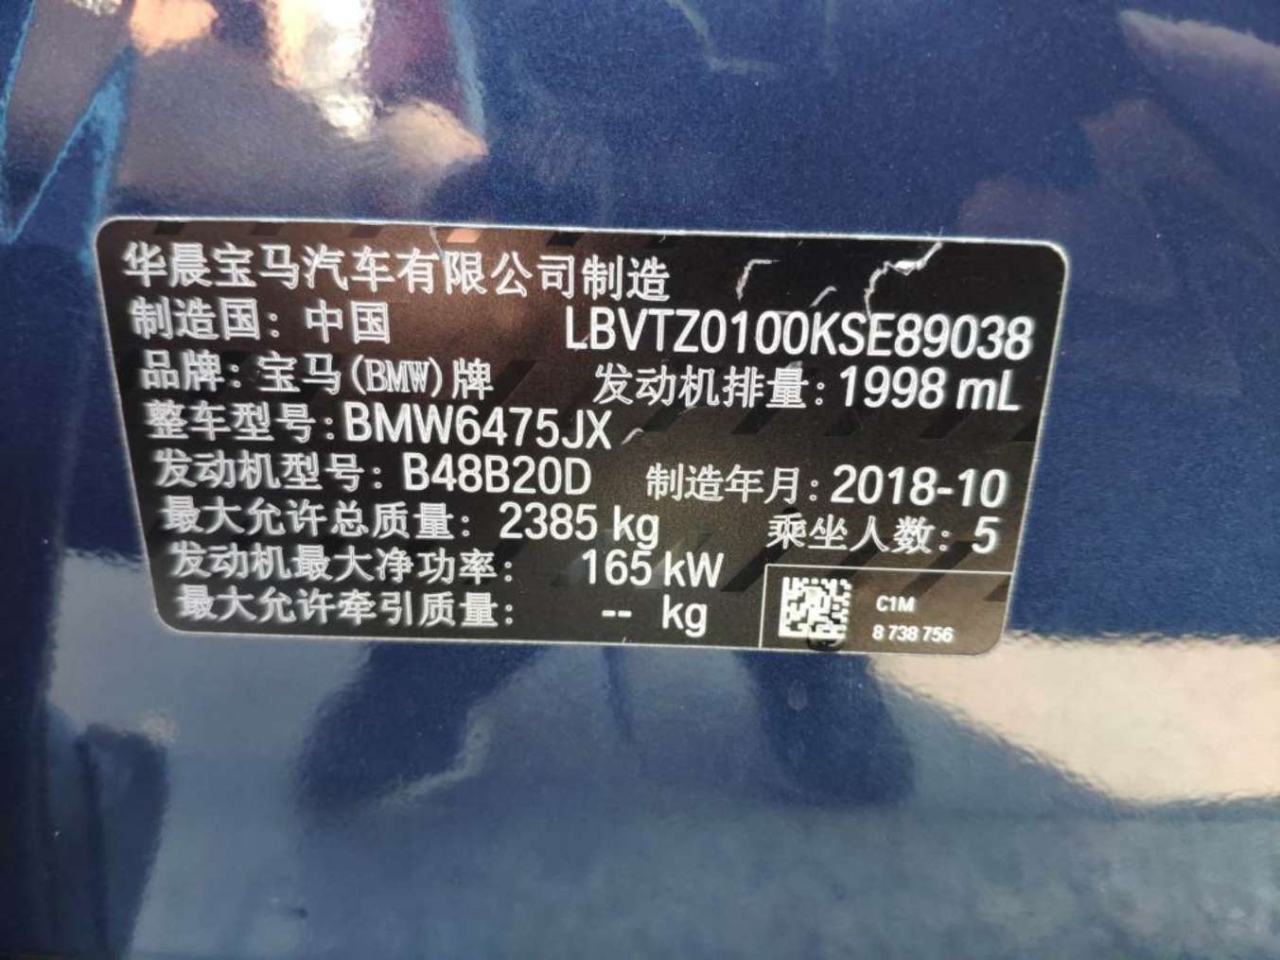 华晨宝马汽车有限公司制造
制造国: 中国 LBVTZ0100KSE89038
品牌: 宝马(BMW)牌 发动机排量: 1998 mL
整车型号: BMW6475JX
发动机型号: B48B20D 制造年月: 2018-10
最大允许总质量: 2385 kg 乘坐人数: 5
发动机最大净功率: 165 kW
最大允许牵引质量: -- kg
C1M
8 738 756